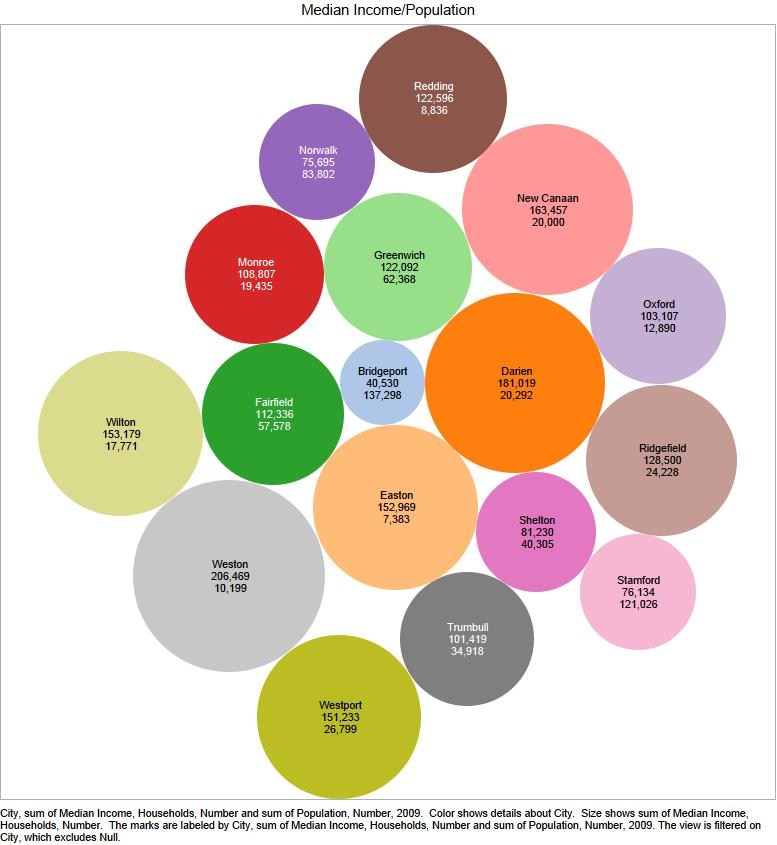 Median Income/Population
Redding
122,596
8,836
Norwalk
75,695
83,802
New Canaan
163,457
20,000
Monroe
108,807
19,435
Greenwich
122,092
62,368
Oxford
103,107
12,890
Bridgeport
40,530
137,298
Darien
181,019
20,292
Fairfield
112,336
57,578
Wilton
153,179
17,771
Ridgefield
128,500
24,228
Easton
152,969
7,383
Shelton
81,230
40,305
Weston
206,469
10,199
Stamford
76,134
121,026
Trumbull
101,419
34,918
Westport
151,233
26,799
City, sum of Median Income, Households, Number and sum of Population, Number, 2009.  Color shows details about City.  Size shows sum of Median Income,
Households, Number.  The marks are labeled by City, sum of Median Income, Households, Number and sum of Population, Number, 2009. The view is filtered on
City, which excludes Null.